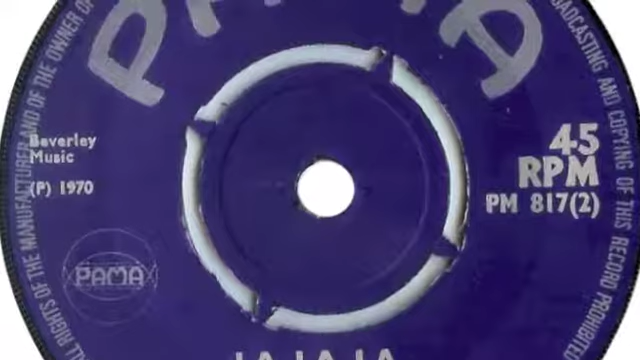 PAMA
ALL RIGHTS OF THE MANUFACTURER AND OF THE OWNER OF
BROADCASTING AND COPYING OF THIS RECORD PROHIBITED
Beverley
Music
(P) 1970
45
RPM
PM 817(2)
PAMA